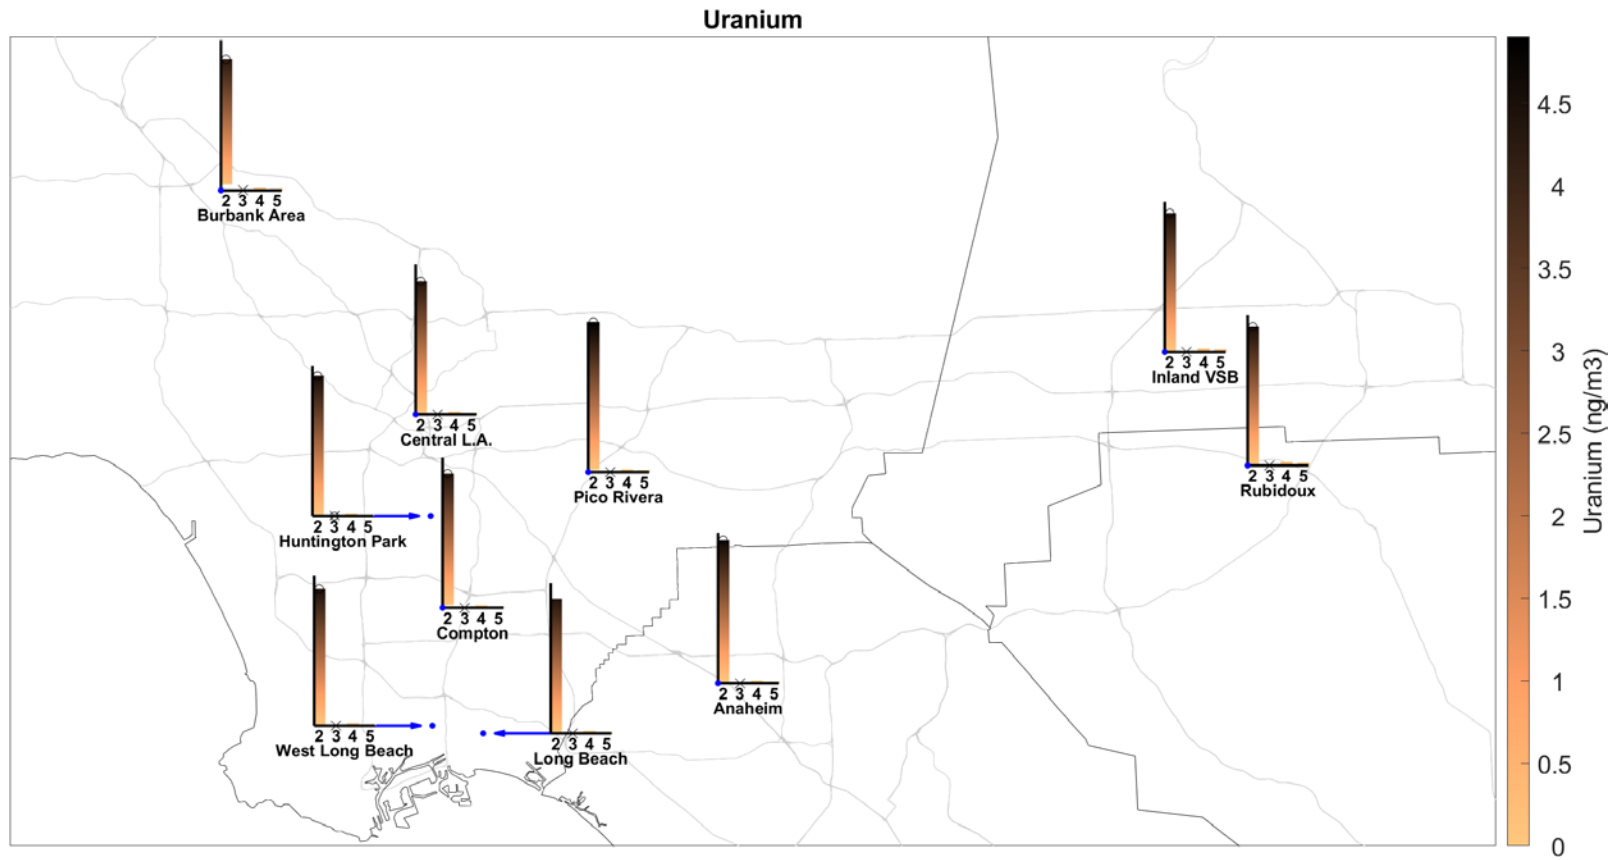 Uranium
2 3 4 5
Burbank Area
2 3 4 5
Central L.A.
2 3 4 5
Pico Rivera
2 3 4 5
Inland VSB
2 3 4 5
Rubidoux
2 3 4 5
Huntington Park
2 3 4 5
Compton
2 3 4 5
Anaheim
2 3 4 5
West Long Beach
2 3 4 5
Long Beach
4.5
4
3.5
3
2.5
2
1.5
1
0.5
0
Uranium (ng/m3)